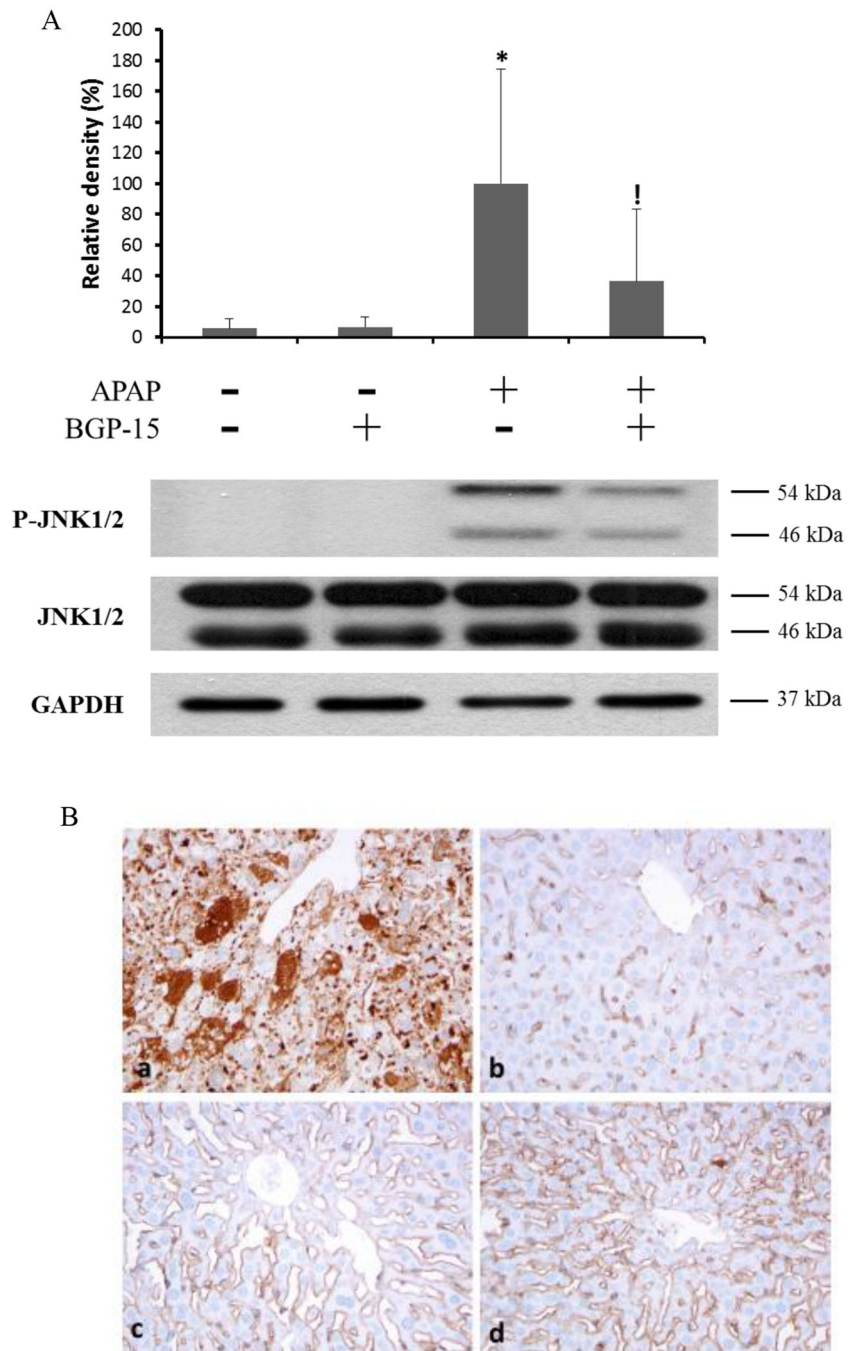 A
Relative density (%)
200
180
160
140
120
100
80
60
40
20
0
*
!
APAP - - + +
BGP-15 - + - +
P-JNK1/2
54 kDa
46 kDa
JNK1/2
54 kDa
46 kDa
GAPDH
37 kDa
B
a
b
c
d